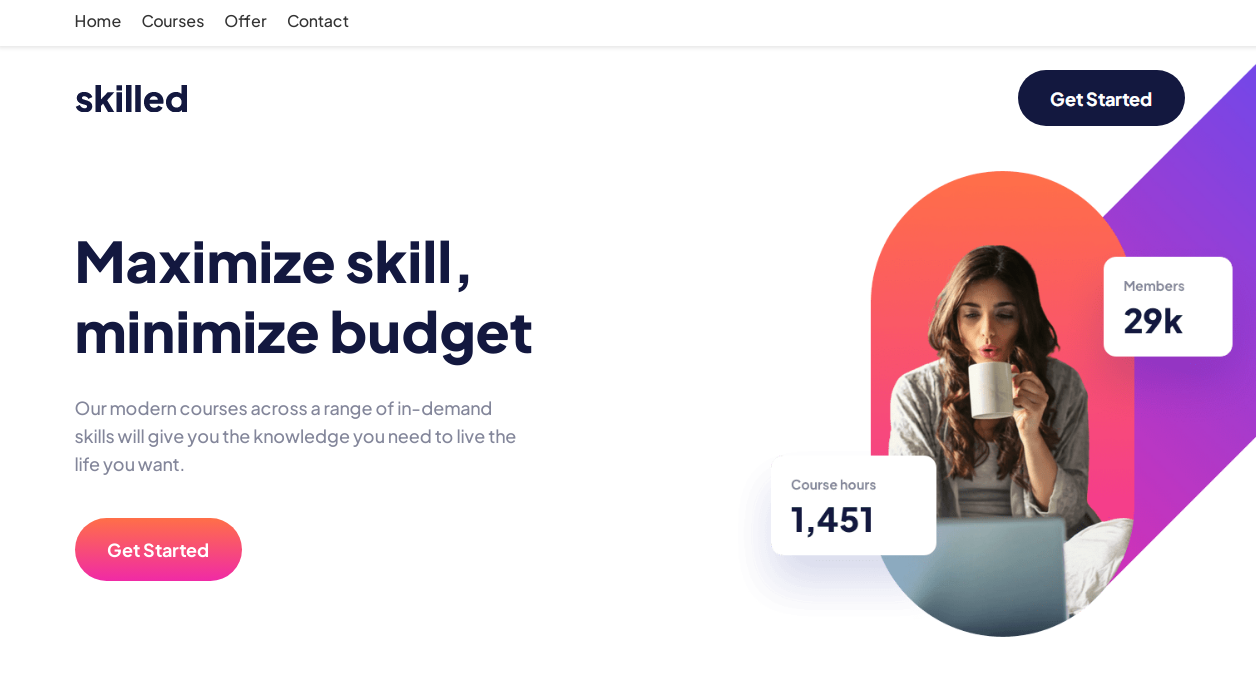 Home Courses Offer Contact
skilled
Get Started
Maximize skill,
minimize budget
Our modern courses across a range of in-demand
skills will give you the knowledge you need to live the
life you want.
Get Started
Members
29k
Course hours
1,451